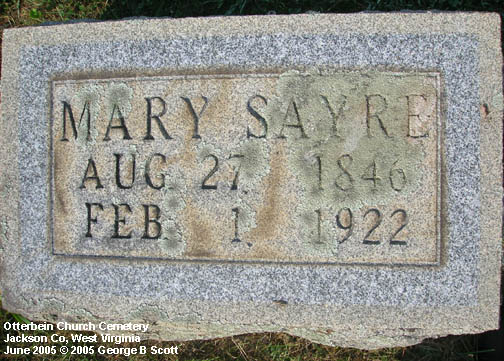 MARY SAYRE
AUG 27. 1846
FEB. 1. 1922
Otterbein Church Cemetery
Jackson Co, West Virginia
June 2005 © 2005 George B Scott